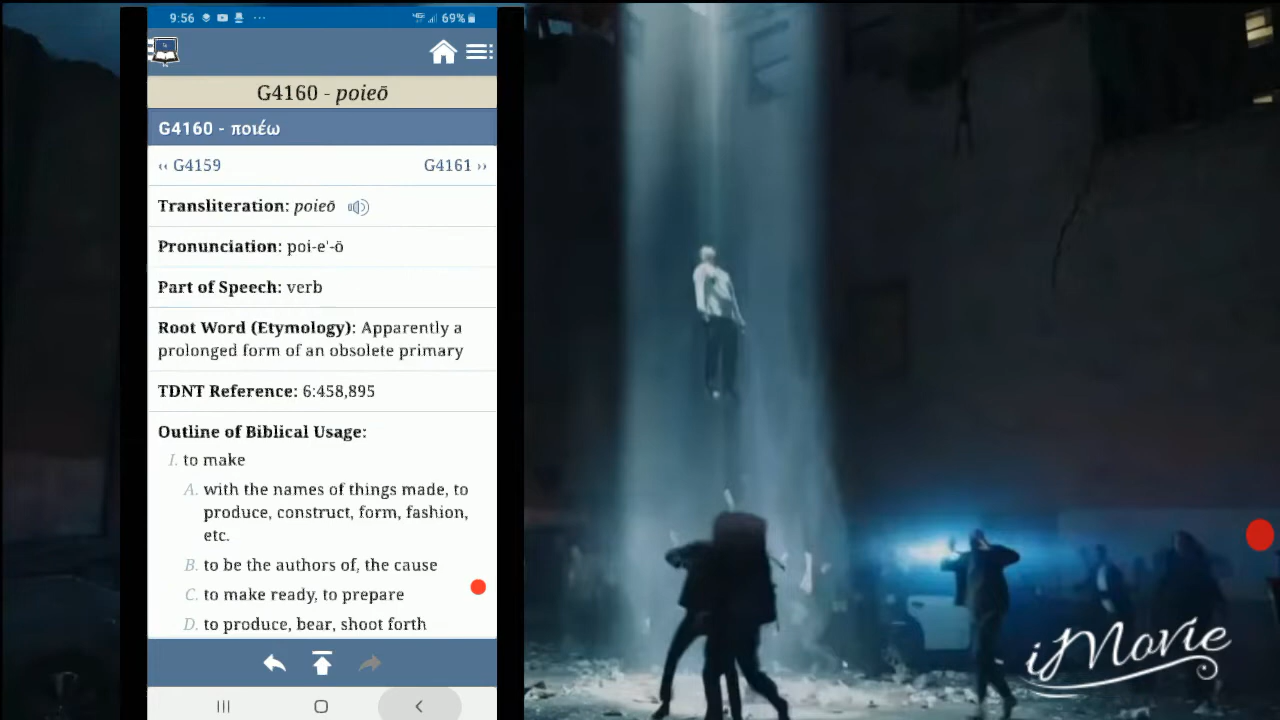 9:56
69%
G4160 - poieō
G4160 - ποιέω
‹‹ G4159
G4161 ››
Transliteration: poieō
Pronunciation: poi-e'-ō
Part of Speech: verb
Root Word (Etymology): Apparently a
prolonged form of an obsolete primary
TDNT Reference: 6:458,895
Outline of Biblical Usage:
I. to make
A. with the names of things made, to
produce, construct, form, fashion,
etc.
B. to be the authors of, the cause
C. to make ready, to prepare
D. to produce, bear, shoot forth
iMovie